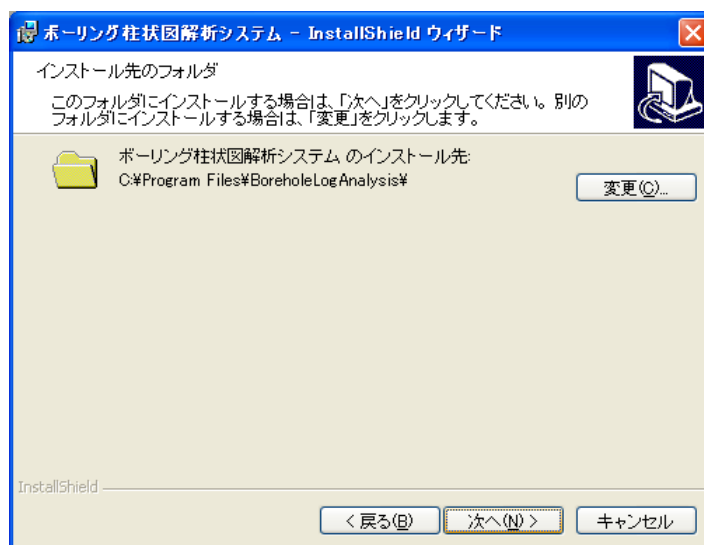 ボーリング柱状図解析システム - InstallShield ウィザード
インストール先のフォルダ
このフォルダにインストールする場合は、「次へ」をクリックしてください。別の
フォルダにインストールする場合は、「変更」をクリックします。
ボーリング柱状図解析システム のインストール先:
C:¥Program Files¥BoreholeLogAnalysis¥
変更(C)...
InstallShield
< 戻る(B)
次へ(N) >
キャンセル